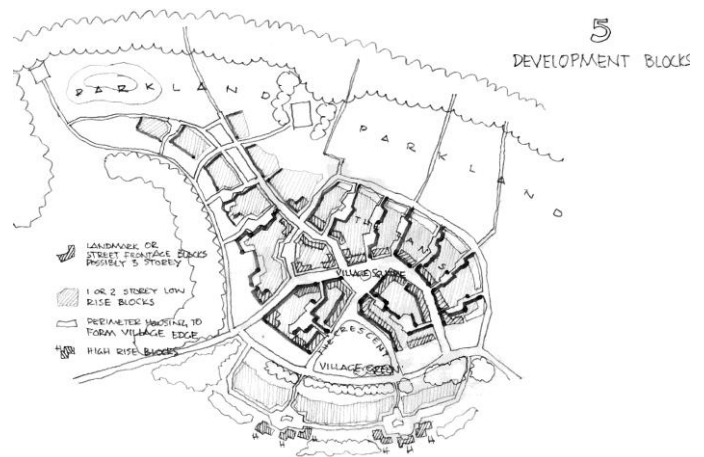 5
DEVELOPMENT BLOCKS
PARKLAND
PARKLAND
LANDMARK OR
STREET FRONTAGE BLOCKS
POSSIBLY 3 STOREY
1 OR 2 STOREY LOW
RISE BLOCKS
PERIMETER HOUSING TO
FORM VILLAGE EDGE
H HIGH RISE BLOCKS
VILLAGE SQUARE
THE CRESCENT
VILLAGE GREEN
H
H
H
H
H
H